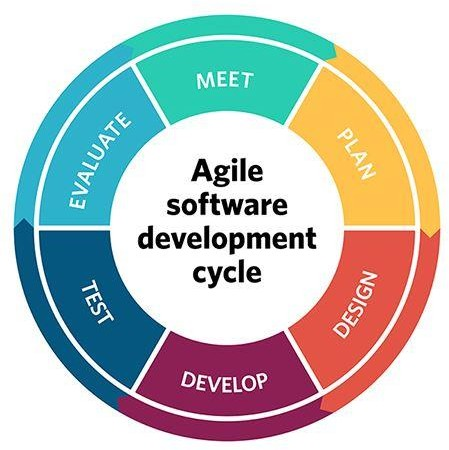 MEET
PLAN
DESIGN
DEVELOP
TEST
EVALUATE
Agile
software
development
cycle